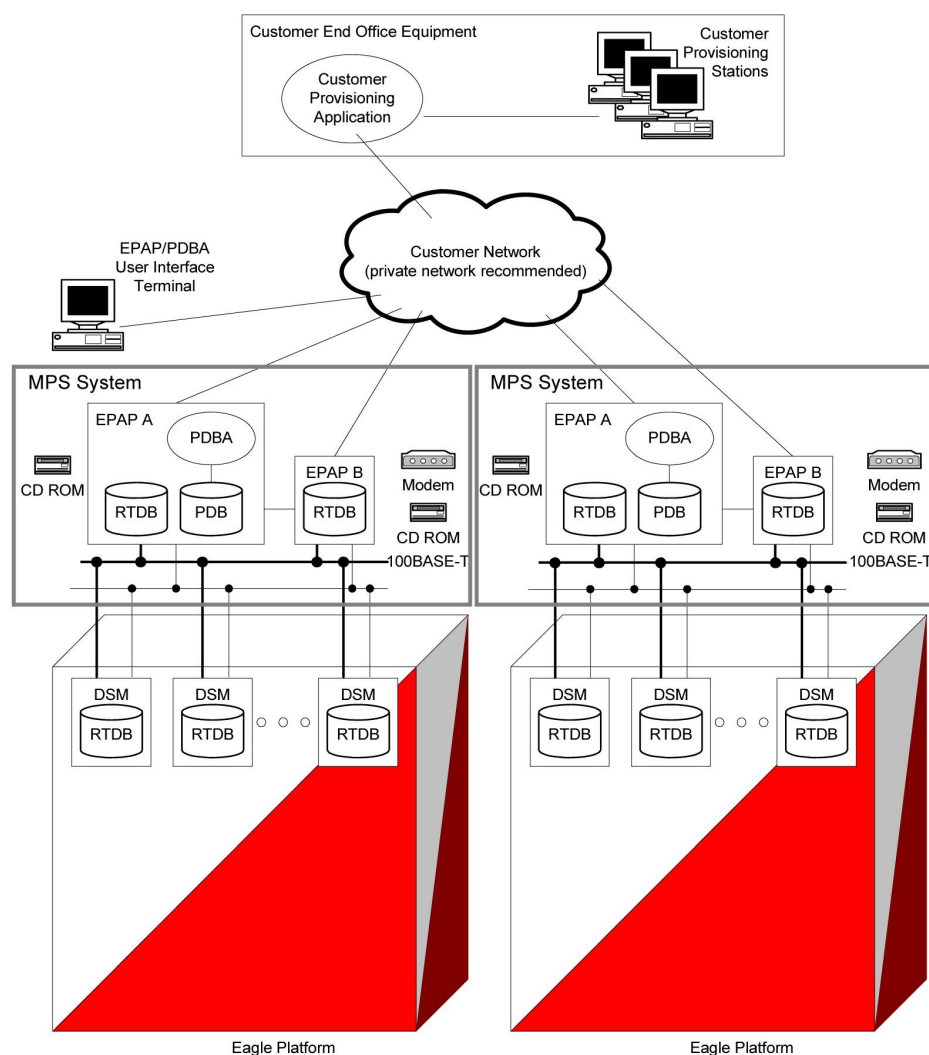 Customer End Office Equipment
Customer
Provisioning
Application
Customer
Provisioning
Stations
Customer Network
(private network recommended)
EPAP/PDBA
User Interface
Terminal
MPS System
EPAP A
PDBA
CD ROM
RTDB
PDB
EPAP B
RTDB
Modem
CD ROM
100BASE-T
MPS System
EPAP A
PDBA
CD ROM
RTDB
PDB
EPAP B
RTDB
Modem
CD ROM
100BASE-T
DSM
RTDB
DSM
RTDB
DSM
RTDB
Eagle Platform
DSM
RTDB
DSM
RTDB
DSM
RTDB
Eagle Platform